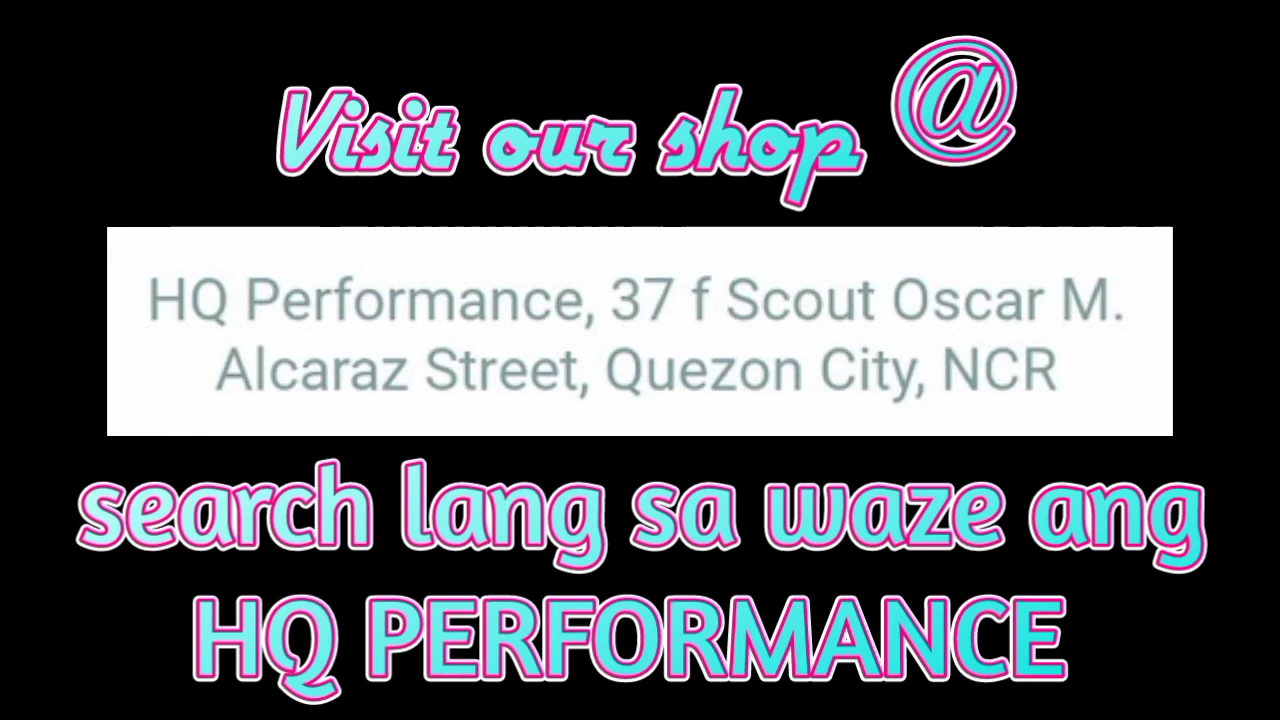 Visit our shop @
HQ Performance, 37 f Scout Oscar M.
Alcaraz Street, Quezon City, NCR
search lang sa waze ang
HQ PERFORMANCE